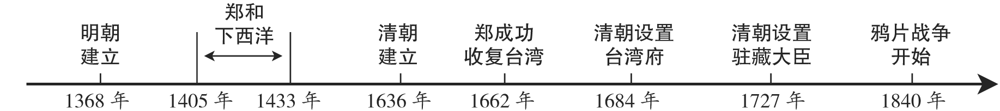 郑和
下西洋
明朝
建立
清朝
建立
郑成功
收复台湾
清朝设置
台湾府
清朝设置
驻藏大臣
鸦片战争
开始
1368 年
1405 年
1433 年
1636 年
1662 年
1684 年
1727 年
1840 年